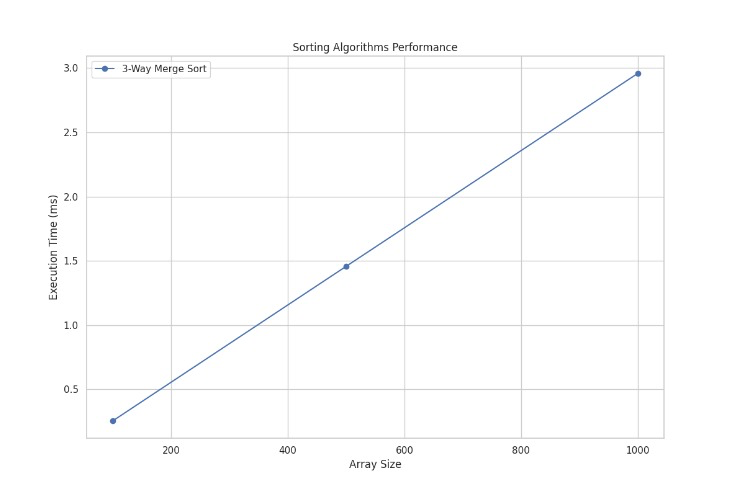 Sorting Algorithms Performance
3-Way Merge Sort
3.0
2.5
2.0
1.5
1.0
0.5
Execution Time (ms)
200 400 600 800 1000
Array Size